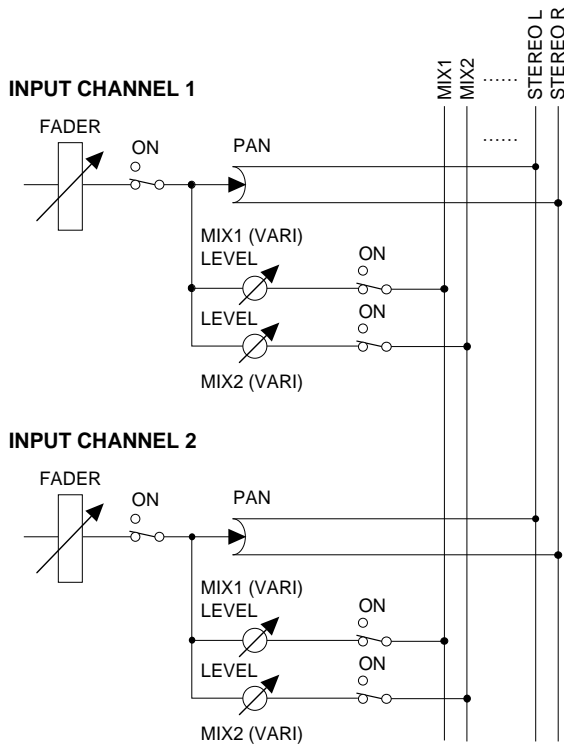 MIX1
MIX2
......
STEREO L
STEREO R
......
INPUT CHANNEL 1
FADER
ON
PAN
MIX1 (VARI)
LEVEL
ON
LEVEL
ON
MIX2 (VARI)
INPUT CHANNEL 2
FADER
ON
PAN
MIX1 (VARI)
LEVEL
ON
LEVEL
ON
MIX2 (VARI)